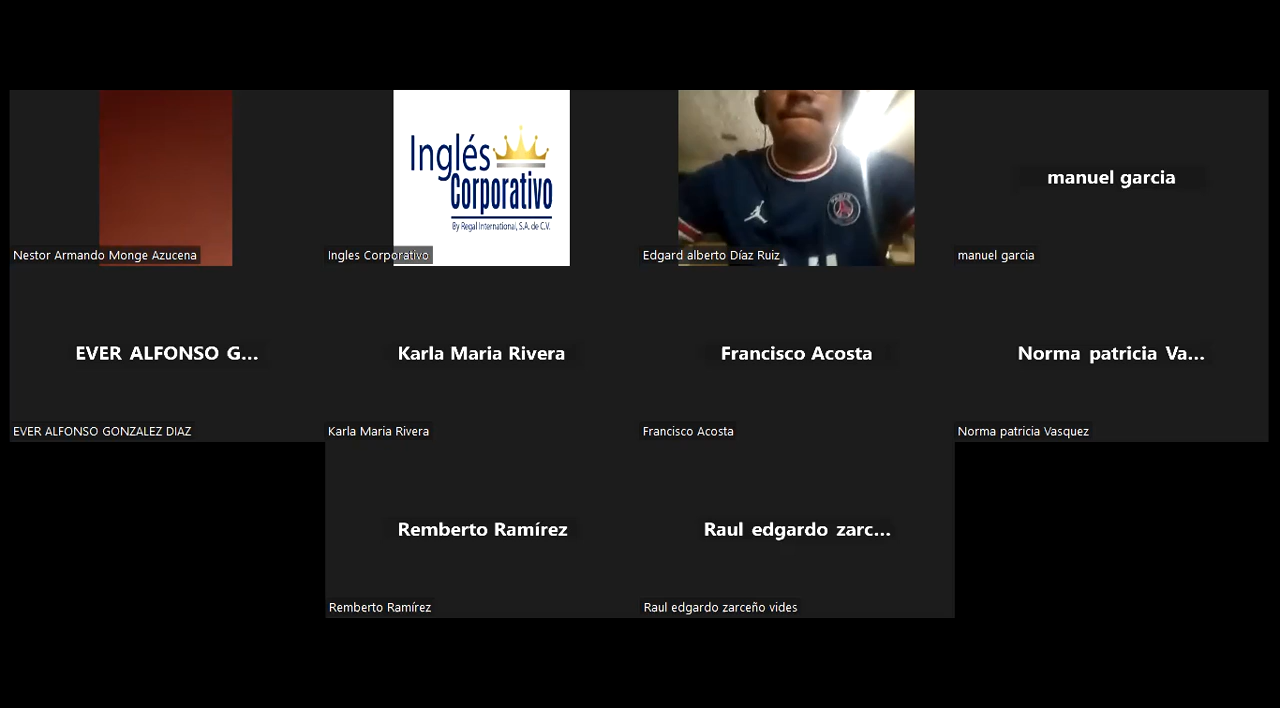 Inglés
Corporativo
By Regal International, S.A. de C.V.
manuel garcia
Nestor Armando Monge Azucena
Ingles Corporativo
Edgard alberto Díaz Ruiz
manuel garcia
EVER ALFONSO G...
Karla Maria Rivera
Francisco Acosta
Norma patricia Va...
EVER ALFONSO GONZALEZ DIAZ
Karla Maria Rivera
Francisco Acosta
Norma patricia Vasquez
Remberto Ramírez
Raul edgardo zarc...
Remberto Ramírez
Raul edgardo zarceño vides